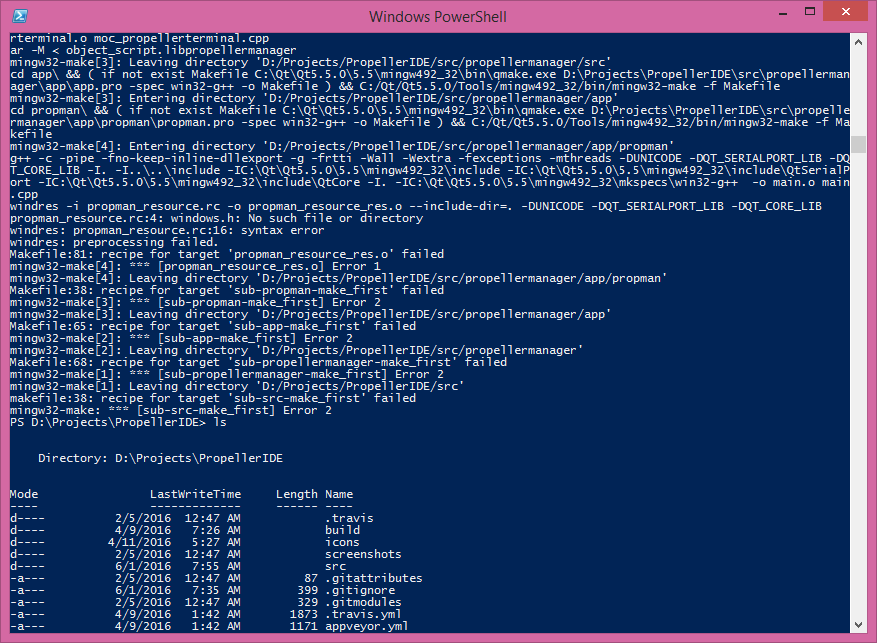 Windows PowerShell
rterminal.o moc_propellerterminal.cpp
ar -M < object_script.libpropellermanager
mingw32-make[3]: Leaving directory 'D:/Projects/PropellerIDE/src/propellermanager/src'
cd app\ && ( if not exist Makefile C:\Qt\Qt5.5.0\5.5\mingw492_32\bin\qmake.exe D:\Projects\PropellerIDE\src\propellerman
ager\app\app.pro -spec win32-g++ -o Makefile ) && C:/Qt/Qt5.5.0/Tools/mingw492_32/bin/mingw32-make -f Makefile
mingw32-make[3]: Entering directory 'D:/Projects/PropellerIDE/src/propellermanager/app'
cd propman\ && ( if not exist Makefile C:\Qt\Qt5.5.0\5.5\mingw492_32\bin\qmake.exe D:\Projects\PropellerIDE\src\propelle
rmanager\app\propman\propman.pro -spec win32-g++ -o Makefile ) && C:/Qt/Qt5.5.0/Tools/mingw492_32/bin/mingw32-make -f Ma
kefile
mingw32-make[4]: Entering directory 'D:/Projects/PropellerIDE/src/propellermanager/app/propman'
g++ -c -pipe -fno-keep-inline-dllexport -g -frtti -Wall -Wextra -fexceptions -mthreads -DUNICODE -DQT_SERIALPORT_LIB -DQ
T_CORE_LIB -I. -I..\..\include -IC:\Qt\Qt5.5.0\5.5\mingw492_32\include -IC:\Qt\Qt5.5.0\5.5\mingw492_32\include\QtSerialP
ort -IC:\Qt\Qt5.5.0\5.5\mingw492_32\include\QtCore -I. -IC:\Qt\Qt5.5.0\5.5\mingw492_32\mkspecs\win32-g++  -o main.o main
.cpp
windres -i propman_resource.rc -o propman_resource_res.o --include-dir=. -DUNICODE -DQT_SERIALPORT_LIB -DQT_CORE_LIB
propman_resource.rc:4: windows.h: No such file or directory
windres: propman_resource.rc:16: syntax error
windres: preprocessing failed.
Makefile:81: recipe for target 'propman_resource_res.o' failed
mingw32-make[4]: *** [propman_resource_res.o] Error 1
mingw32-make[4]: Leaving directory 'D:/Projects/PropellerIDE/src/propellermanager/app/propman'
Makefile:38: recipe for target 'sub-propman-make_first' failed
mingw32-make[3]: *** [sub-propman-make_first] Error 2
mingw32-make[3]: Leaving directory 'D:/Projects/PropellerIDE/src/propellermanager/app'
Makefile:65: recipe for target 'sub-app-make_first' failed
mingw32-make[2]: *** [sub-app-make_first] Error 2
mingw32-make[2]: Leaving directory 'D:/Projects/PropellerIDE/src/propellermanager'
Makefile:68: recipe for target 'sub-propellermanager-make_first' failed
mingw32-make[1]: *** [sub-propellermanager-make_first] Error 2
mingw32-make[1]: Leaving directory 'D:/Projects/PropellerIDE/src'
makefile:38: recipe for target 'sub-src-make_first' failed
mingw32-make: *** [sub-src-make_first] Error 2
PS D:\Projects\PropellerIDE> ls
Directory: D:\Projects\PropellerIDE
Mode                LastWriteTime     Length Name
----                -------------     ------ ----
d----          2/5/2016  12:47 AM            .travis
d----          4/9/2016   7:26 AM            build
d----         4/11/2016   5:27 AM            icons
d----          2/5/2016  12:47 AM            screenshots
d----          6/1/2016   7:55 AM            src
-a---          2/5/2016  12:47 AM         87 .gitattributes
-a---          6/1/2016   7:35 AM        399 .gitignore
-a---          2/5/2016  12:47 AM        329 .gitmodules
-a---          4/9/2016   1:42 AM       1873 .travis.yml
-a---          4/9/2016   1:42 AM       1171 appveyor.yml